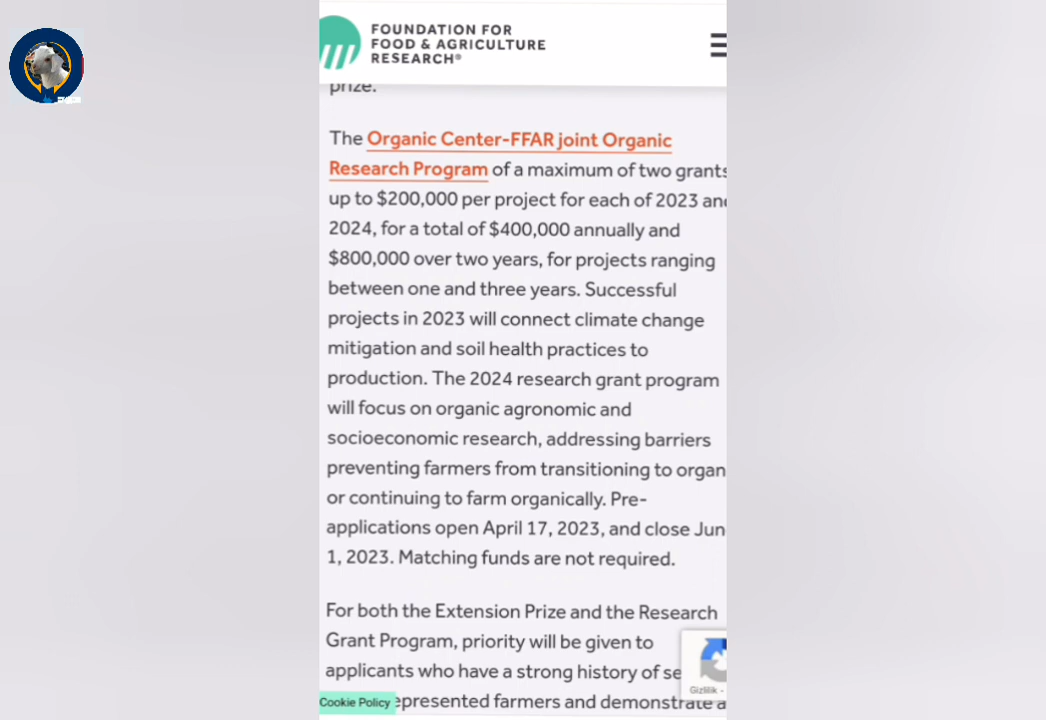 FOUNDATION FOR
FOOD & AGRICULTURE
RESEARCH®
prize.
The Organic Center-FFAR joint Organic
Research Program of a maximum of two grants
up to $200,000 per project for each of 2023 and
2024, for a total of $400,000 annually and
$800,000 over two years, for projects ranging
between one and three years. Successful
projects in 2023 will connect climate change
mitigation and soil health practices to
production. The 2024 research grant program
will focus on organic agronomic and
socioeconomic research, addressing barriers
preventing farmers from transitioning to organ
or continuing to farm organically. Pre-
applications open April 17, 2023, and close Jun
1, 2023. Matching funds are not required.
For both the Extension Prize and the Research
Grant Program, priority will be given to
applicants who have a strong history of se
Gizlilik -
Cookie Policy epresented farmers and demonstrate a